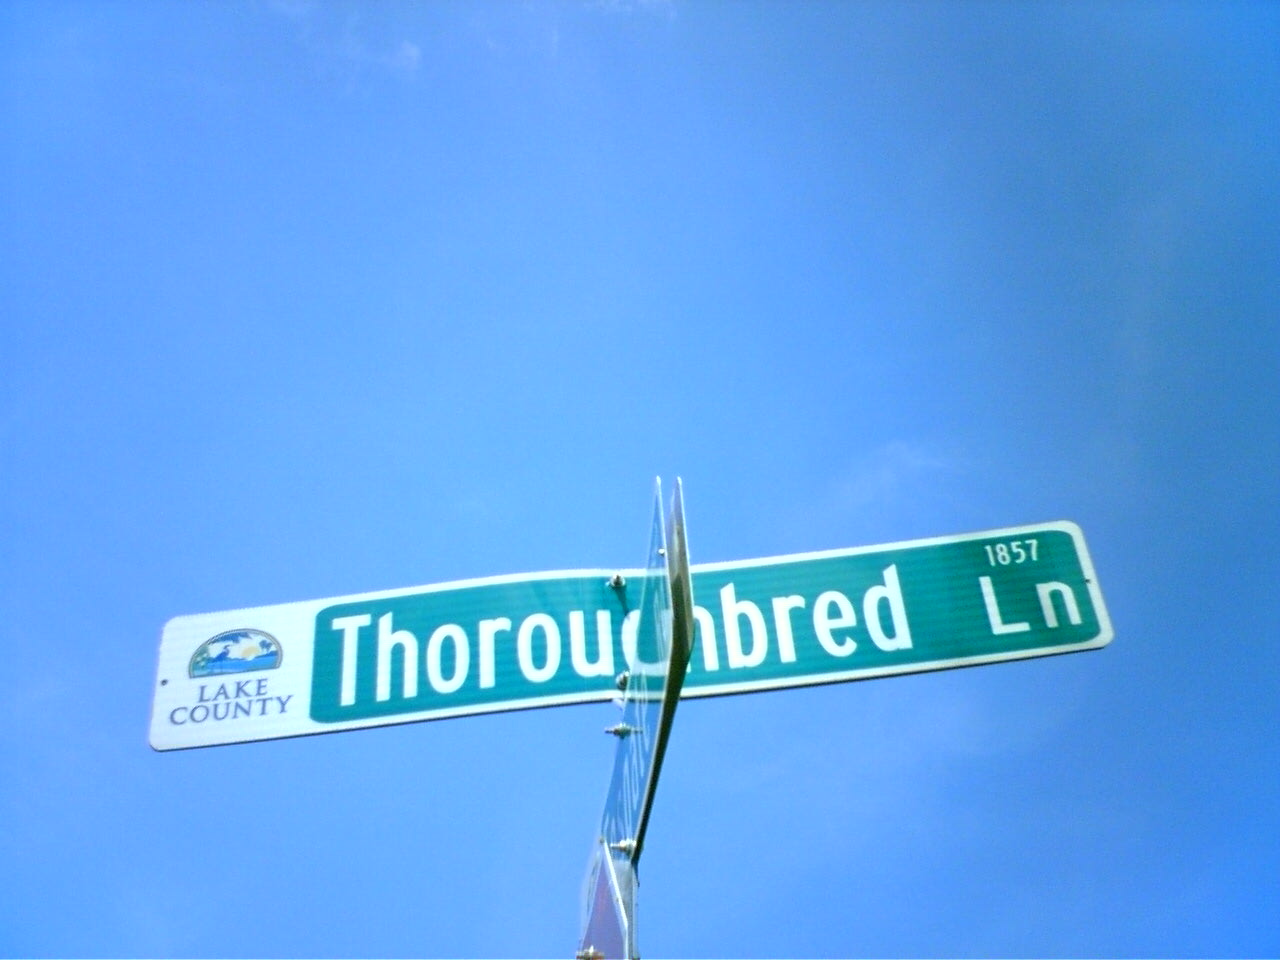 1857
Thoroughbred Ln
LAKE
COUNTY